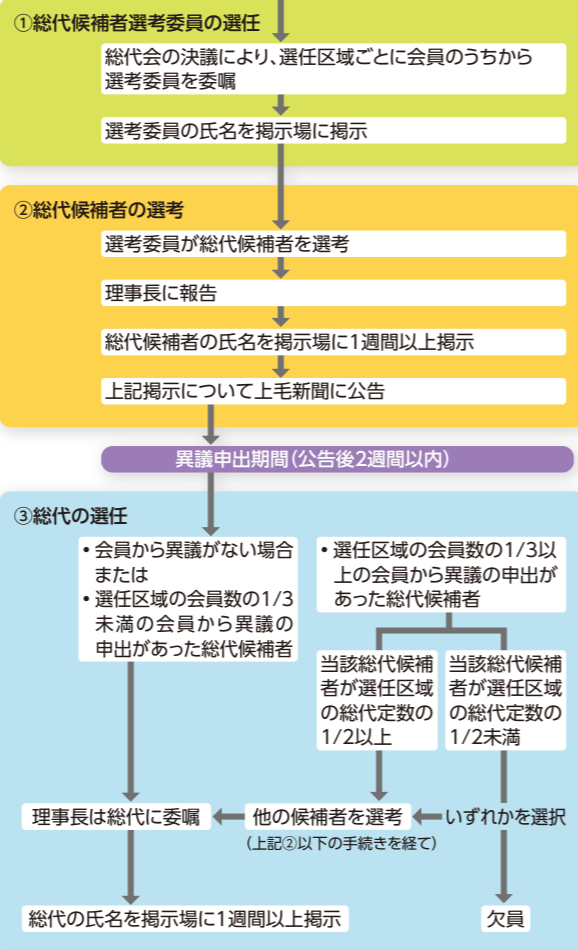 ①総代候補者選考委員の選任
総代会の決議により、選任区域ごとに会員のうちから
選考委員を委嘱
選考委員の氏名を掲示場に掲示
②総代候補者の選考
選考委員が総代候補者を選考
理事長に報告
総代候補者の氏名を掲示場に1週間以上掲示
上記掲示について上毛新聞に公告
異議申出期間(公告後2週間以内)
③総代の選任
・会員から異議がない場合
または
・選任区域の会員数の1/3
未満の会員から異議の
申出があった総代候補者
・選任区域の会員数の1/3以
上の会員から異議の申出が
あった総代候補者
当該総代候補
者が選任区域
の総代定数の
1/2以上
当該総代候補
者が選任区域
の総代定数の
1/2未満
理事長は総代に委嘱
他の候補者を選考
(上記②以下の手続きを経て)
いずれかを選択
総代の氏名を掲示場に1週間以上掲示
欠員